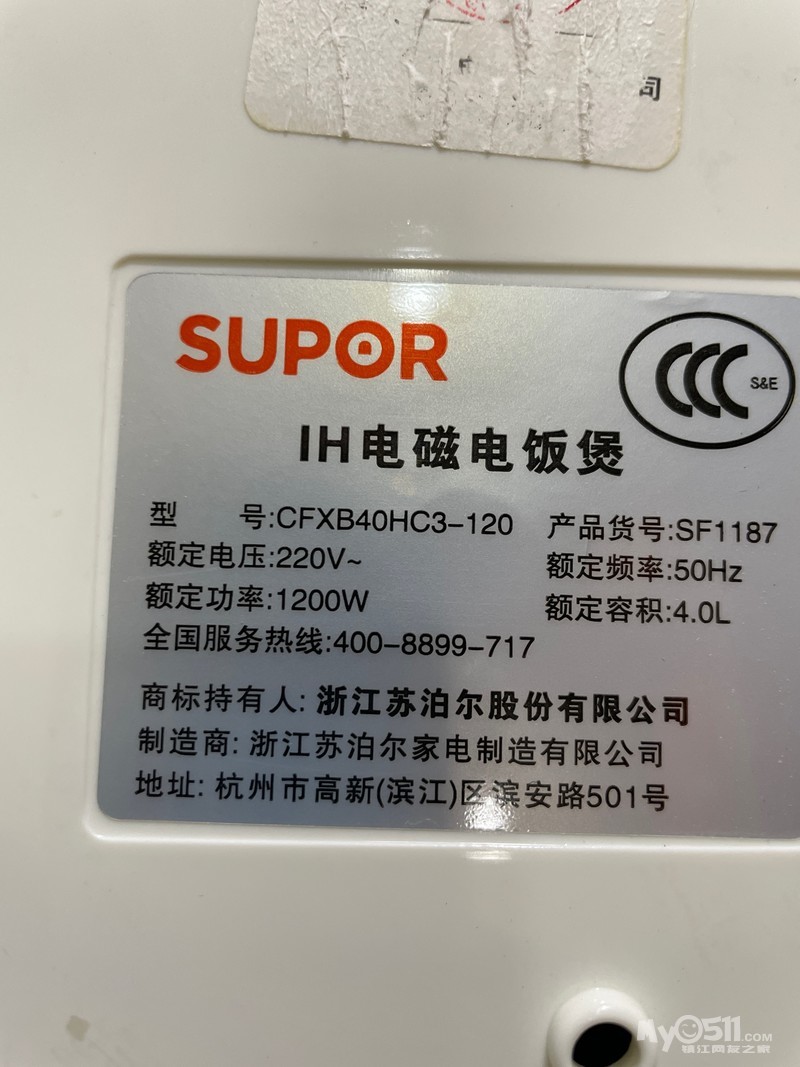 司
SUPOR
CCC S&E
IH电磁电饭煲
型 号:CFXB40HC3-120 产品货号:SF1187
额定电压:220V~ 额定频率:50Hz
额定功率:1200W 额定容积:4.0L
全国服务热线:400-8899-717
商标持有人: 浙江苏泊尔股份有限公司
制造商: 浙江苏泊尔家电制造有限公司
地址: 杭州市高新(滨江)区滨安路501号
My0511.COM
镇江网友之家